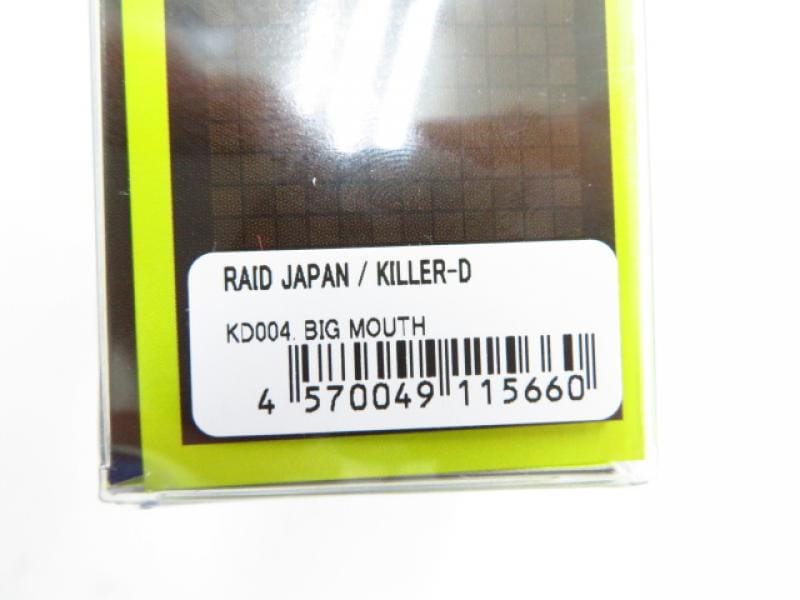 RAID JAPAN / KILLER-D
KD004. BIG MOUTH
4 570049 115660